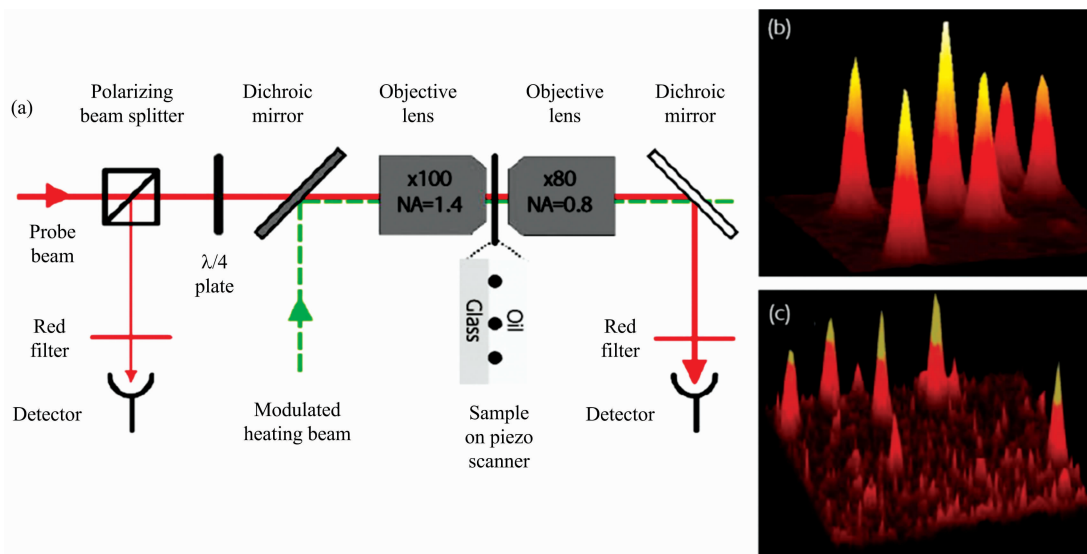 (a)
Polarizing
beam splitter
Dichroic
mirror
Objective
lens
Objective
lens
Dichroic
mirror
x100
NA=1.4
x80
NA=0.8
Probe
beam
λ/4
plate
Glass
Oil
Red
filter
Red
filter
Detector
Modulated
heating beam
Sample
on piezo
scanner
Detector
(b)
(c)